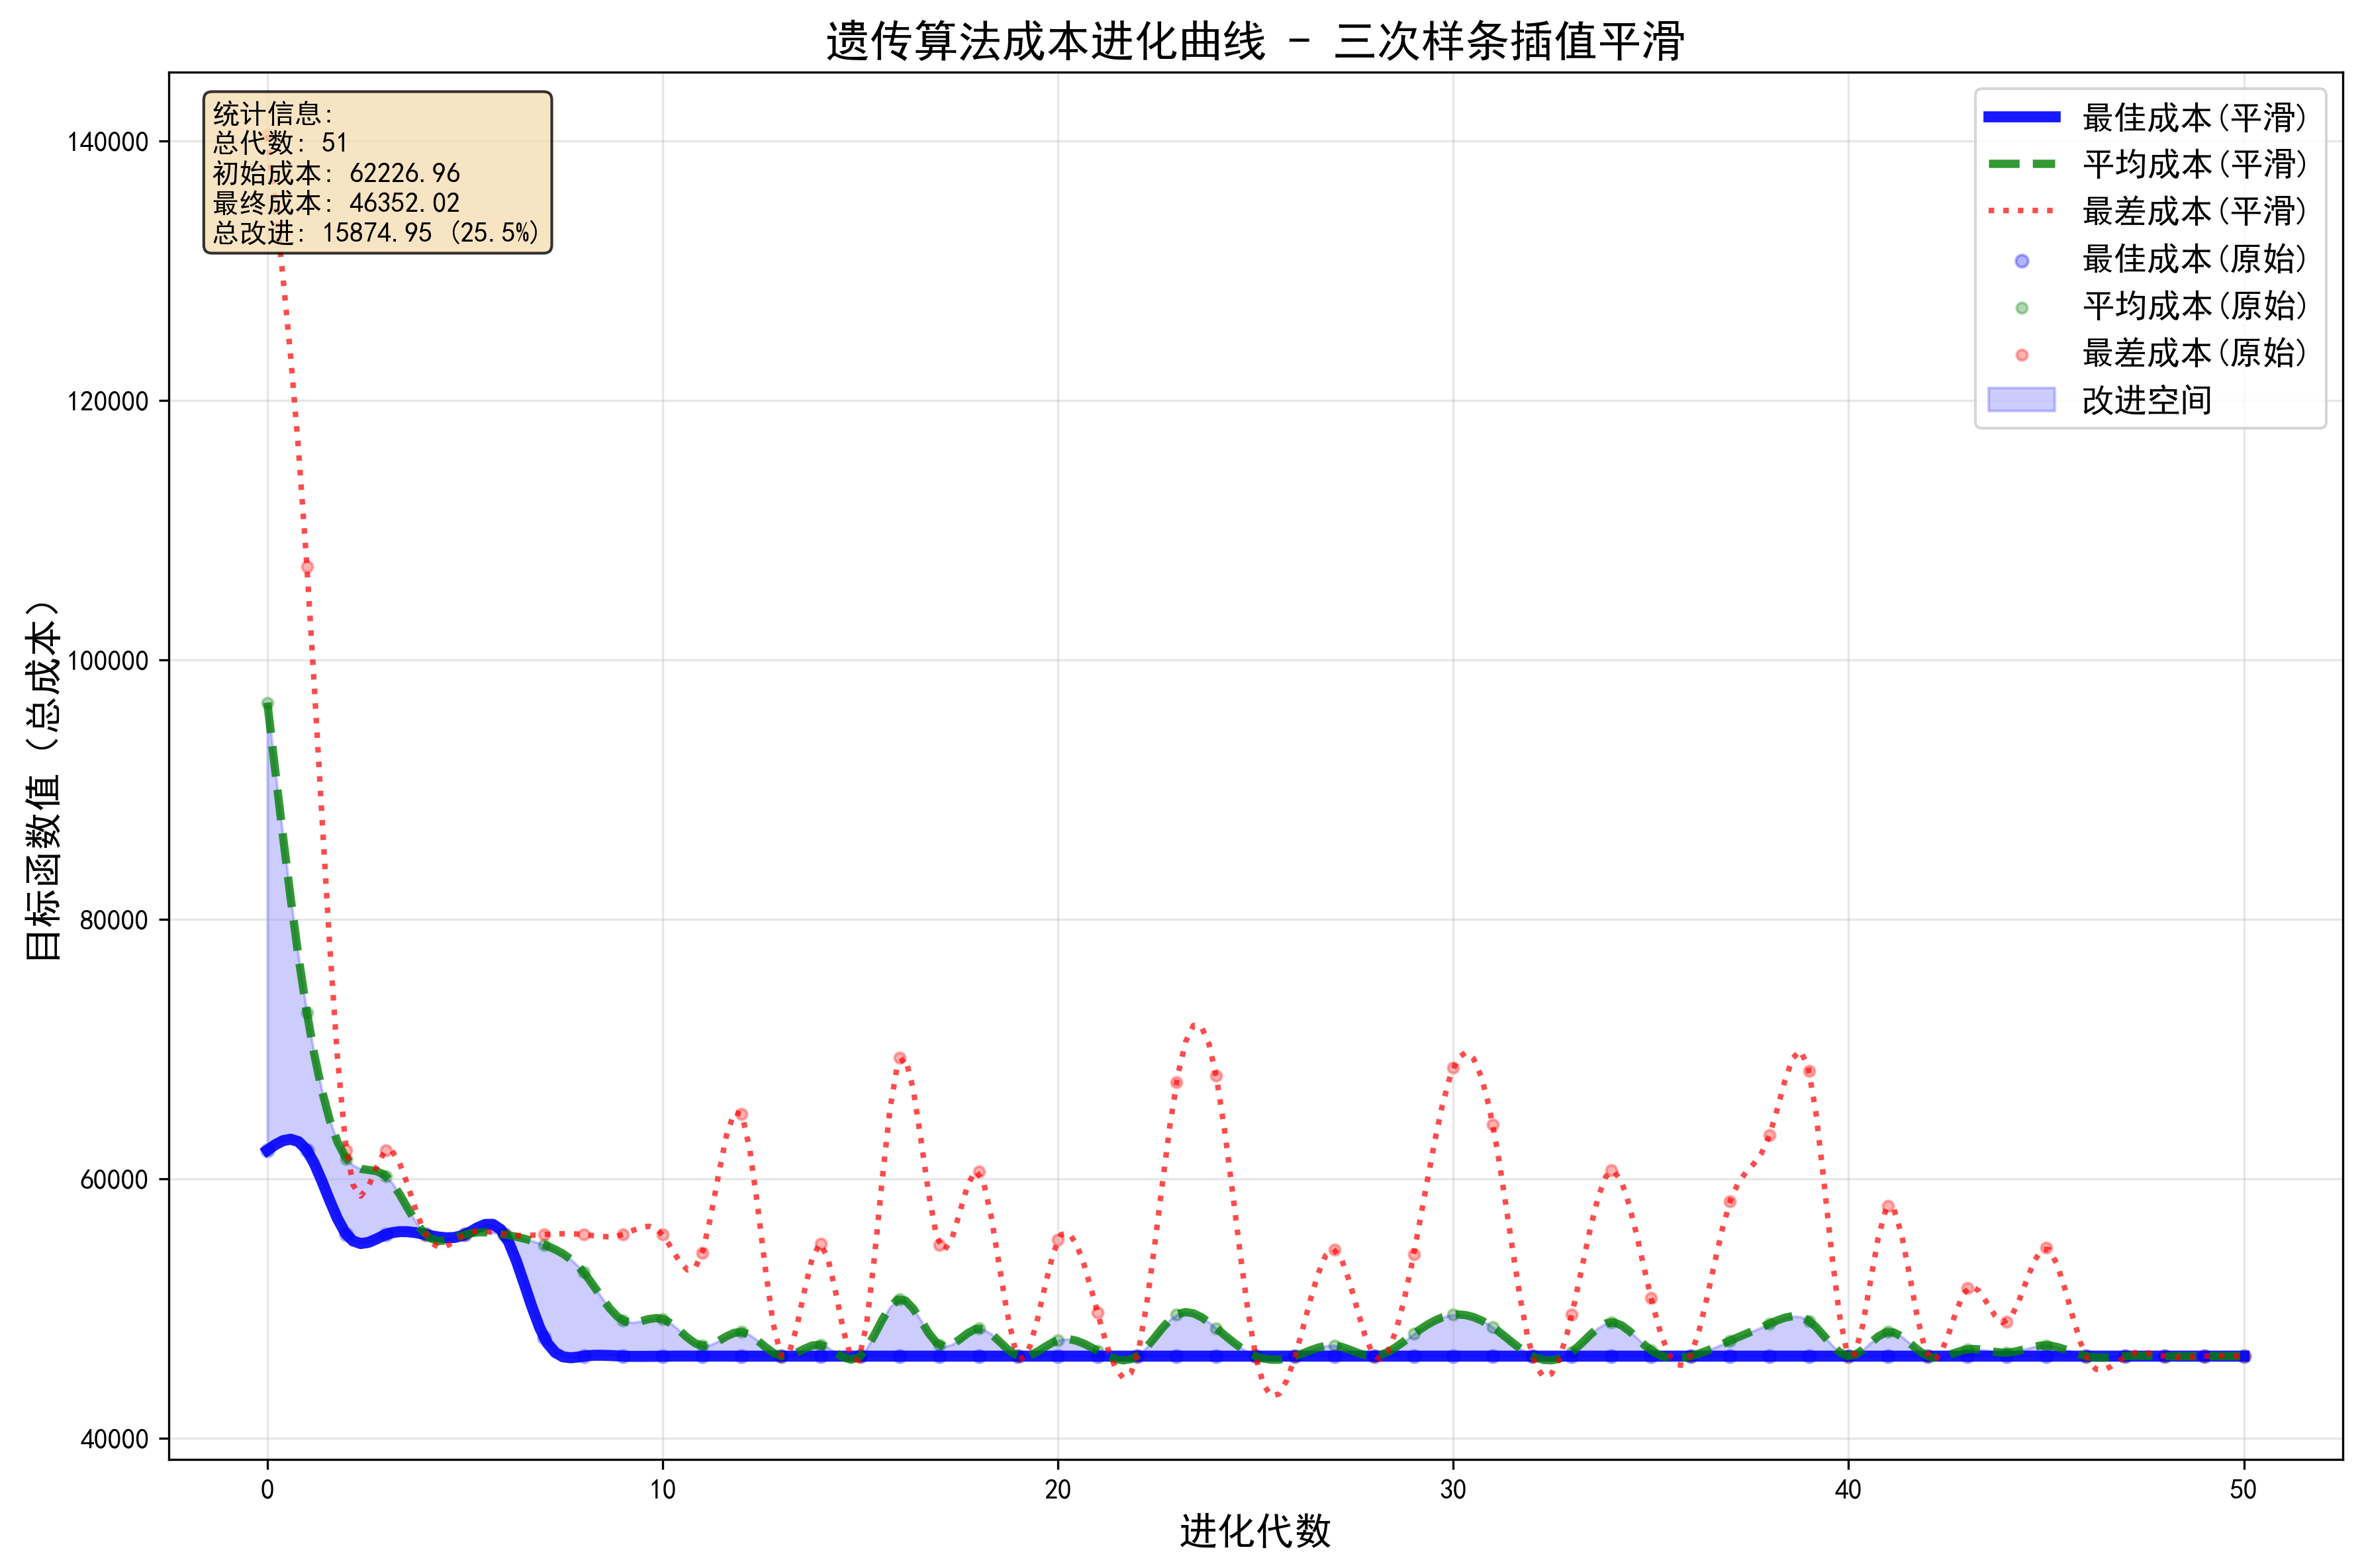 遗传算法成本进化曲线 - 三次样条插值平滑
统计信息:
总代数: 51
初始成本: 62226.96
最终成本: 46352.02
总改进: 15874.95 (25.5%)
最佳成本(平滑)
平均成本(平滑)
最差成本(平滑)
最佳成本(原始)
平均成本(原始)
最差成本(原始)
改进空间
目标函数值（总成本）
140000
120000
100000
80000
60000
40000
0
10
20
30
40
50
进化代数